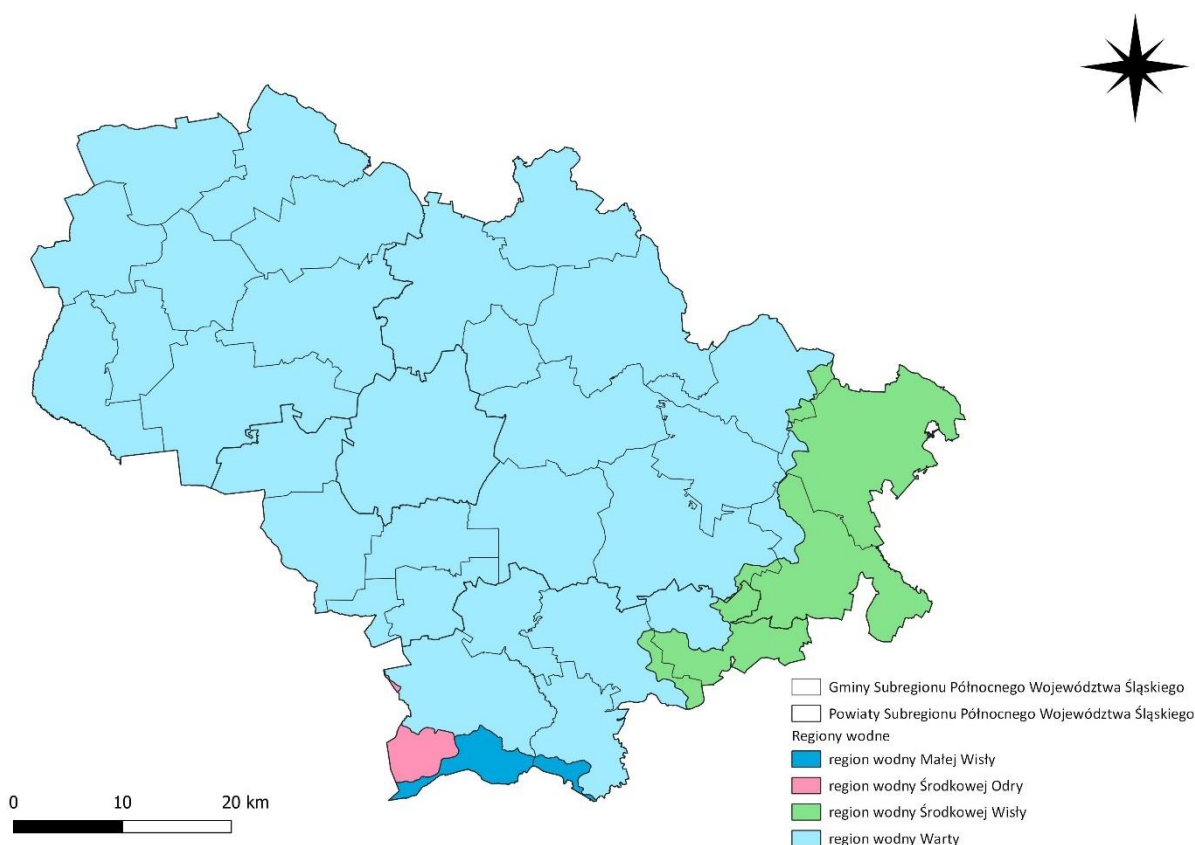 Gminy Subregionu Północnego Województwa Śląskiego
Powiaty Subregionu Północnego Województwa Śląskiego
Regiony wodne
region wodny Małej Wisły
region wodny Środkowej Odry
region wodny Środkowej Wisły
region wodny Warty
0 10 20 km